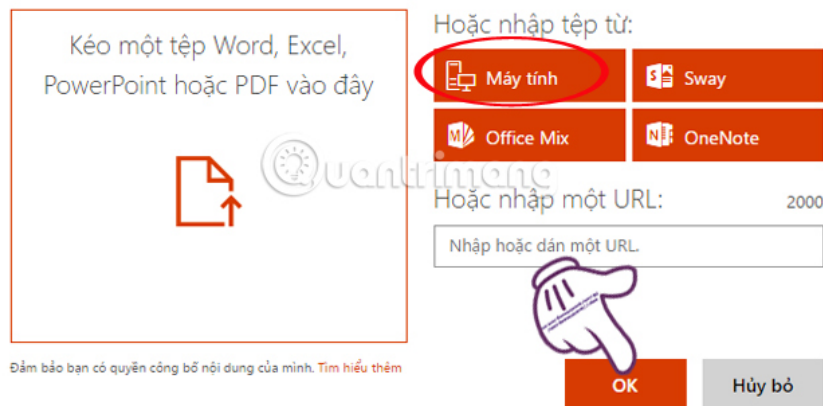 Kéo một tệp Word, Excel,
PowerPoint hoặc PDF vào đây
Đảm bảo bạn có quyền công bố nội dung của mình. Tìm hiểu thêm
Hoặc nhập tệp từ:
Máy tính
Sway
Office Mix
OneNote
Quantrimang
Hoặc nhập một URL:
2000
Nhập hoặc dán một URL.
OK
Hủy bỏ